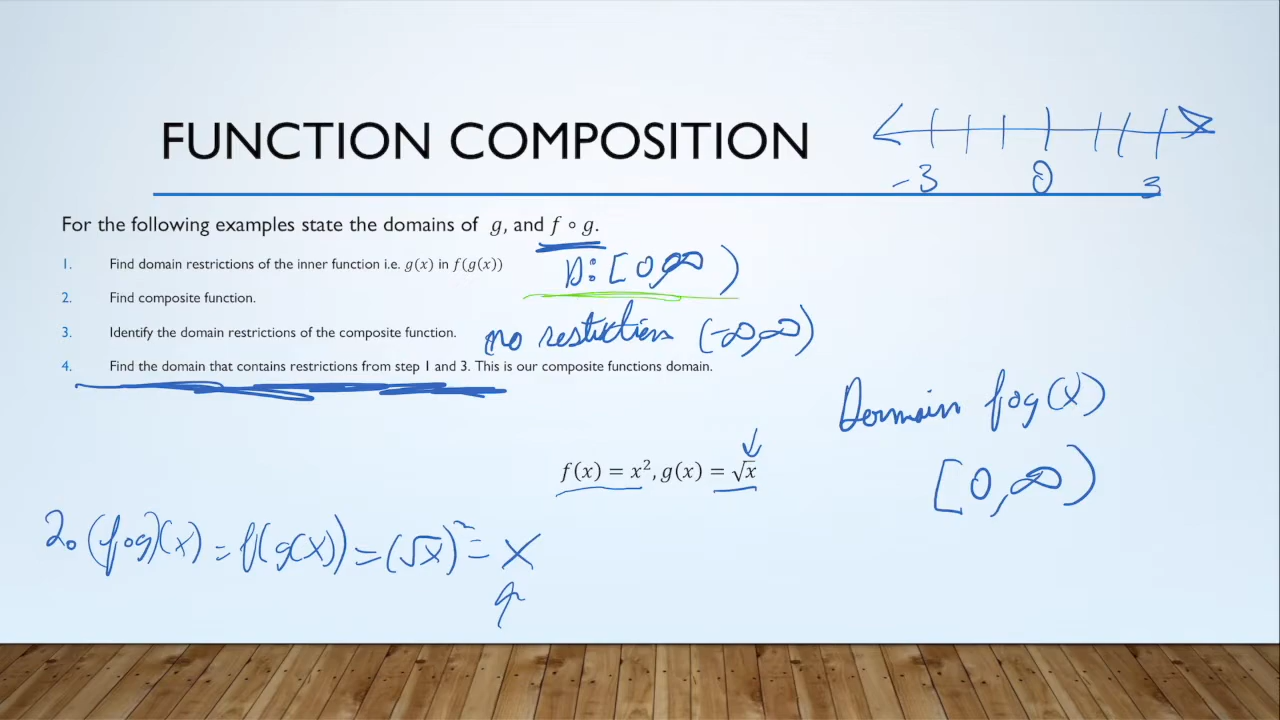 FUNCTION COMPOSITION
-3 0 3
For the following examples state the domains of g, and f ∘ g.
1. Find domain restrictions of the inner function i.e. g(x) in f(g(x))
D: [0,∞)
2. Find composite function.
3. Identify the domain restrictions of the composite function.
no restriction (-∞,∞)
4. Find the domain that contains restrictions from step 1 and 3. This is our composite functions domain.
Domain fog(x)
[0,∞)
f(x) = x², g(x) = √x
2. (fog)(x) = f(g(x)) = (√x)² = x